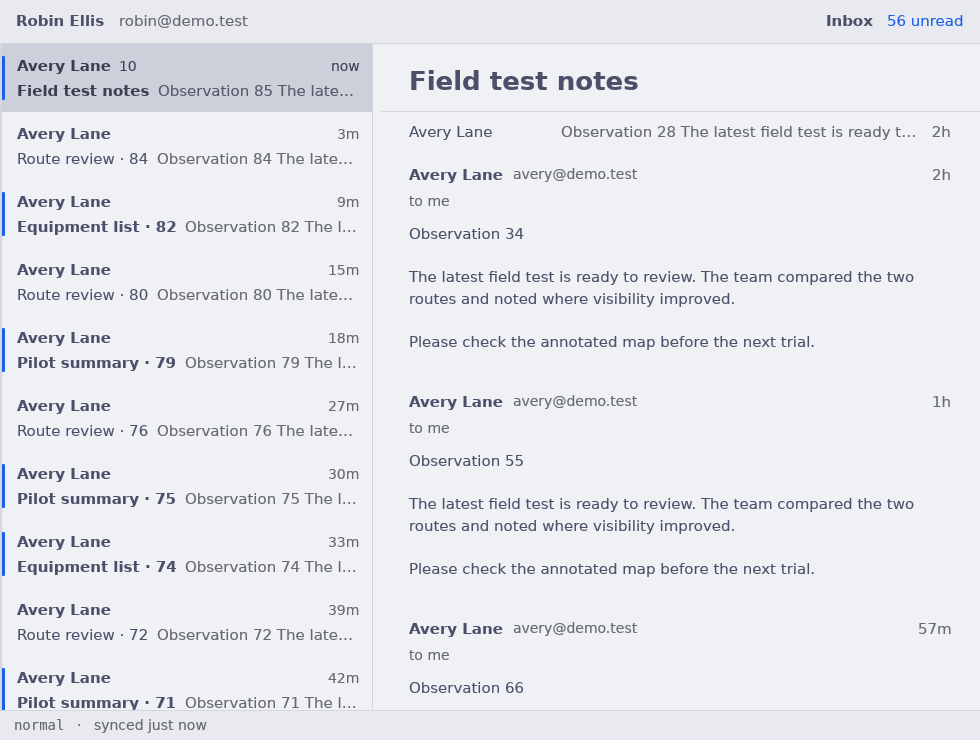 Robin Ellis robin@demo.test
Inbox 56 unread
Avery Lane 10 now
Field test notes Observation 85 The late…
Avery Lane 3m
Route review · 84 Observation 84 The late…
Avery Lane 9m
Equipment list · 82 Observation 82 The l…
Avery Lane 15m
Route review · 80 Observation 80 The late…
Avery Lane 18m
Pilot summary · 79 Observation 79 The l…
Avery Lane 27m
Route review · 76 Observation 76 The late…
Avery Lane 30m
Pilot summary · 75 Observation 75 The l…
Avery Lane 33m
Equipment list · 74 Observation 74 The l…
Avery Lane 39m
Route review · 72 Observation 72 The late…
Avery Lane 42m
Pilot summary · 71 Observation 71 The l…
Field test notes
Avery Lane Observation 28 The latest field test is ready t… 2h
Avery Lane avery@demo.test 2h
to me
Observation 34
The latest field test is ready to review. The team compared the two
routes and noted where visibility improved.
Please check the annotated map before the next trial.
Avery Lane avery@demo.test 1h
to me
Observation 55
The latest field test is ready to review. The team compared the two
routes and noted where visibility improved.
Please check the annotated map before the next trial.
Avery Lane avery@demo.test 57m
to me
Observation 66
normal · synced just now